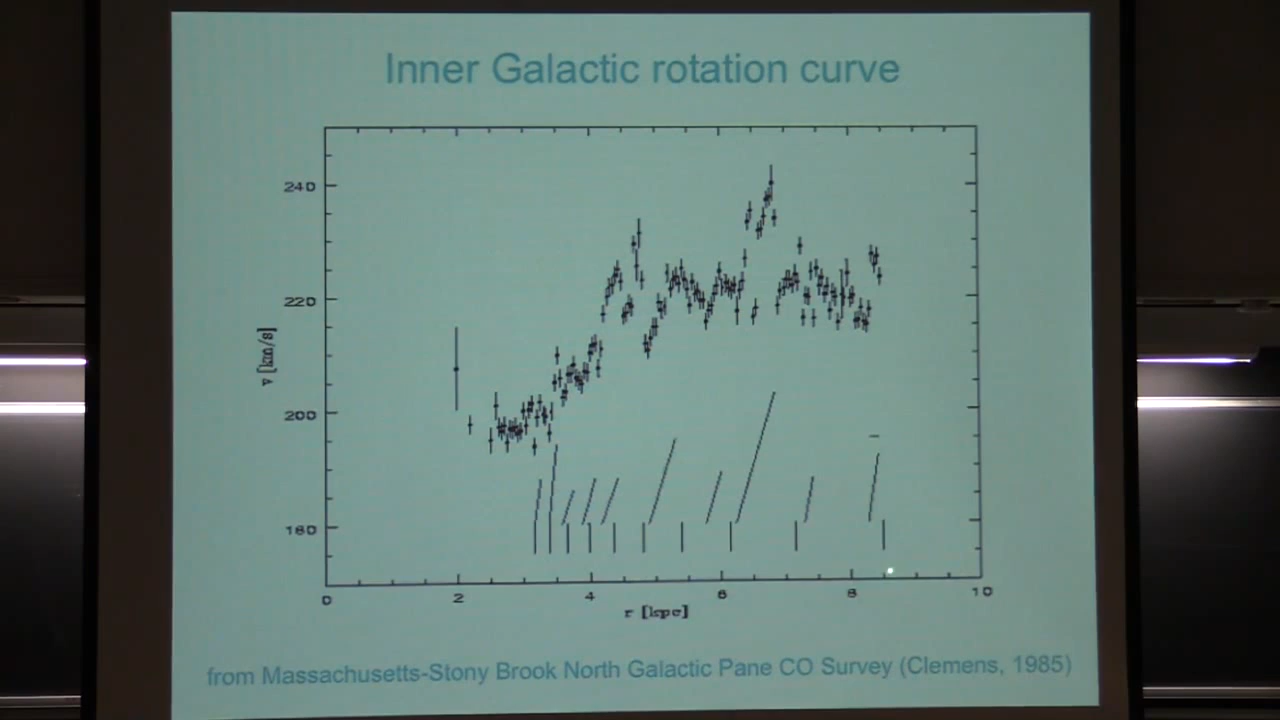 Inner Galactic rotation curve
240
220
200
180
v [km/s]
0 2 4 6 8 10
r [kpc]
from Massachusetts-Stony Brook North Galactic Pane CO Survey (Clemens, 1985)